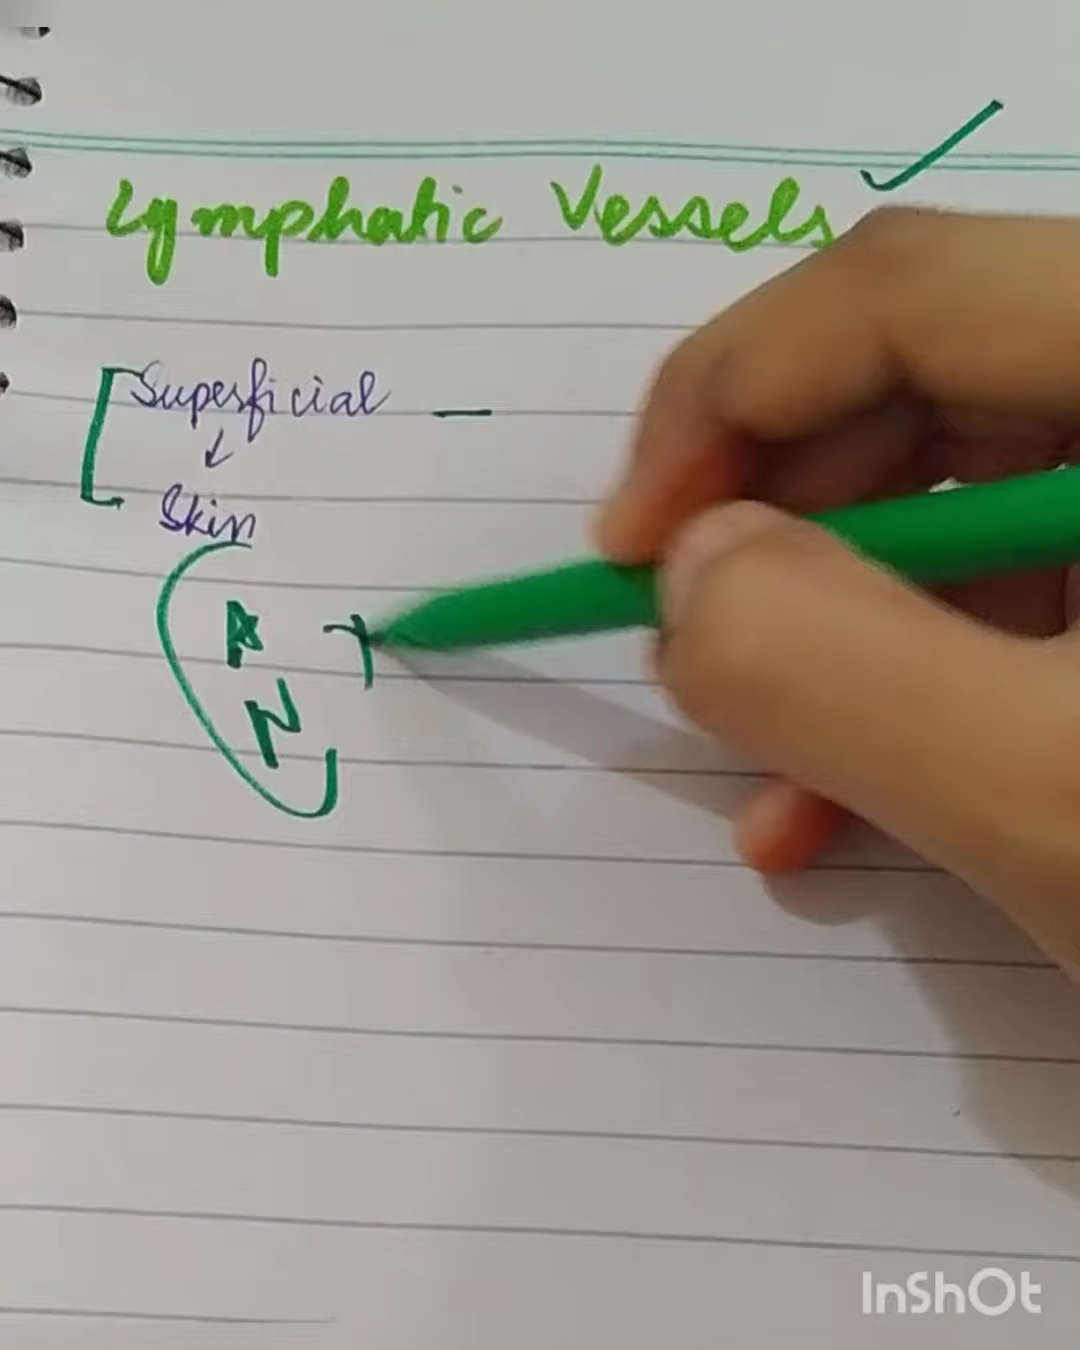 Lymphatic Vessels
Superficial —
↓
Skin
A
N
InShOt